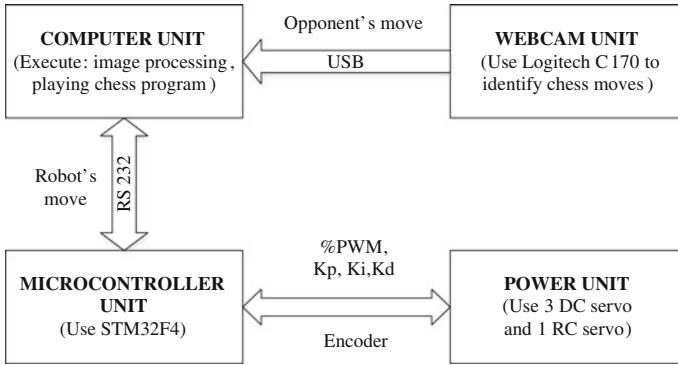 COMPUTER UNIT
(Execute: image processing,
playing chess program)
Opponent's move
USB
WEBCAM UNIT
(Use Logitech C170 to
identify chess moves)
Robot's
move
RS 232
MICROCONTROLLER
UNIT
(Use STM32F4)
%PWM,
Kp, Ki,Kd
Encoder
POWER UNIT
(Use 3 DC servo
and 1 RC servo)